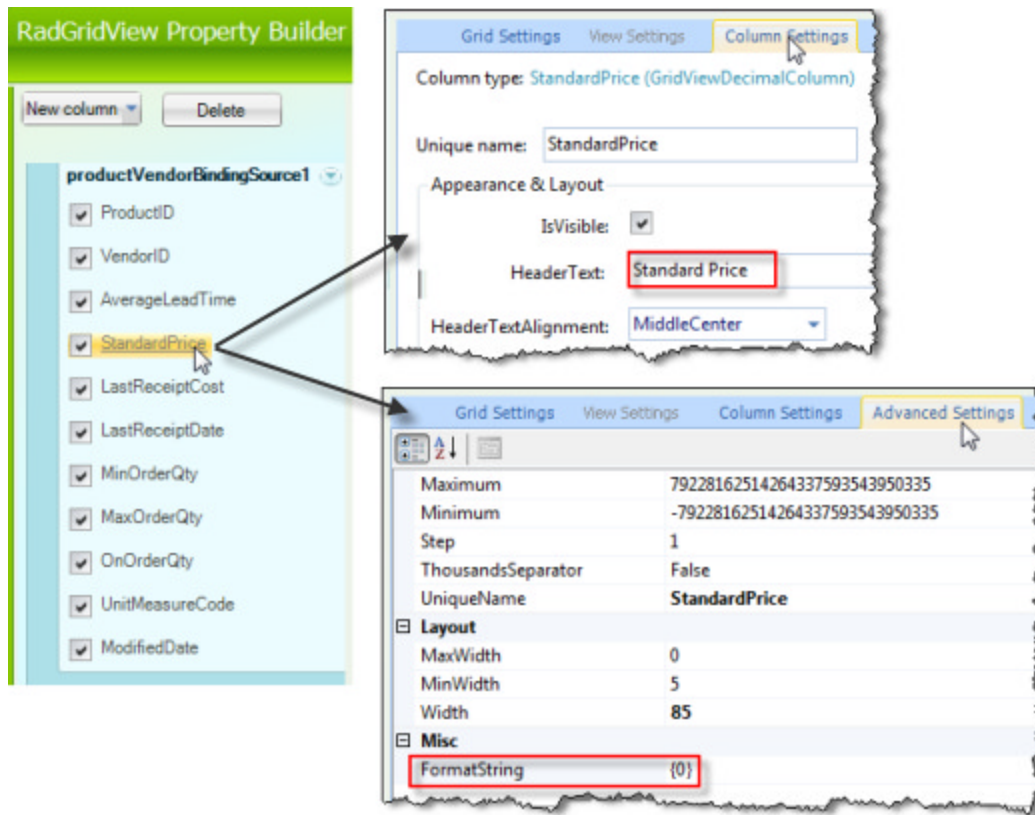 RadGridView Property Builder
New column
Delete
productVendorBindingSource1
ProductID
VendorID
AverageLeadTime
StandardPrice
LastReceiptCost
LastReceiptDate
MinOrderQty
MaxOrderQty
OnOrderQty
UnitMeasureCode
ModifiedDate
Grid Settings View Settings Column Settings
Column type: StandardPrice (GridViewDecimalColumn)
Unique name: StandardPrice
Appearance & Layout
IsVisible:
HeaderText: Standard Price
HeaderTextAlignment: MiddleCenter
Grid Settings View Settings Column Settings Advanced Settings
Maximum 79228162514264337593543950335
Minimum -79228162514264337593543950335
Step 1
ThousandsSeparator False
UniqueName StandardPrice
Layout
MaxWidth 0
MinWidth 5
Width 85
Misc
FormatString {0}